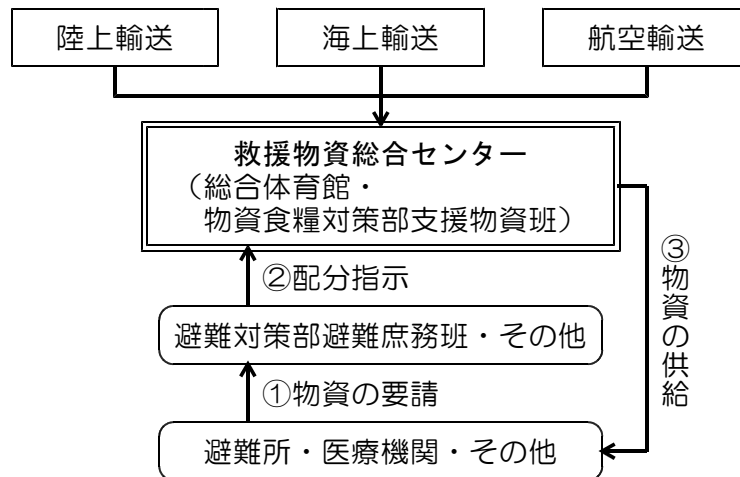 陸上輸送
海上輸送
航空輸送
救援物資総合センター
（総合体育館・
物資食糧対策部支援物資班）
②配分指示
③物資の供給
避難対策部避難庶務班・その他
①物資の要請
避難所・医療機関・その他